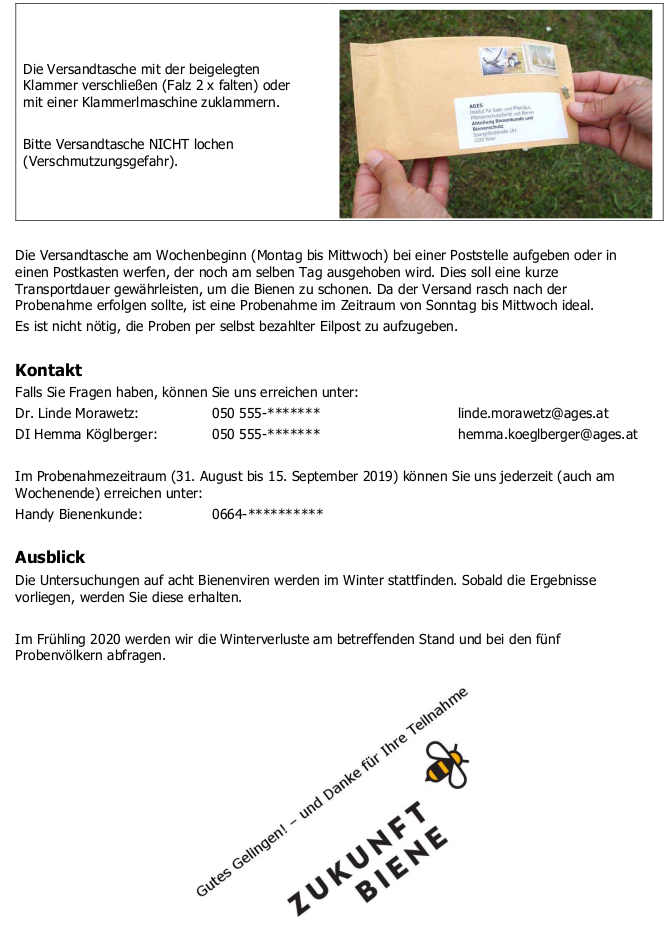 Die Versandtasche mit der beigelegten
Klammer verschließen (Falz 2 x falten) oder
mit einer Klammerlmaschine zuklammern.
Bitte Versandtasche NICHT lochen
(Verschmutzungsgefahr).
AGES
Abteilung Bienenkunde und
Bienenschutz
Die Versandtasche am Wochenbeginn (Montag bis Mittwoch) bei einer Poststelle aufgeben oder in
einen Postkasten werfen, der noch am selben Tag ausgehoben wird. Dies soll eine kurze
Transportdauer gewährleisten, um die Bienen zu schonen. Da der Versand rasch nach der
Probenahme erfolgen sollte, ist eine Probenahme im Zeitraum von Sonntag bis Mittwoch ideal.
Es ist nicht nötig, die Proben per selbst bezahlter Eilpost zu aufzugeben.
Kontakt
Falls Sie Fragen haben, können Sie uns erreichen unter:
Dr. Linde Morawetz: 050 555-******* linde.morawetz@ages.at
DI Hemma Köglberger: 050 555-******* hemma.koeglberger@ages.at
Im Probenahmezeitraum (31. August bis 15. September 2019) können Sie uns jederzeit (auch am
Wochenende) erreichen unter:
Handy Bienenkunde: 0664-**********
Ausblick
Die Untersuchungen auf acht Bienenviren werden im Winter stattfinden. Sobald die Ergebnisse
vorliegen, werden Sie diese erhalten.
Im Frühling 2020 werden wir die Winterverluste am betreffenden Stand und bei den fünf
Probenvölkern abfragen.
Gutes Gelingen! – und Danke für Ihre Teilnahme
ZUKUNFT
BIENE